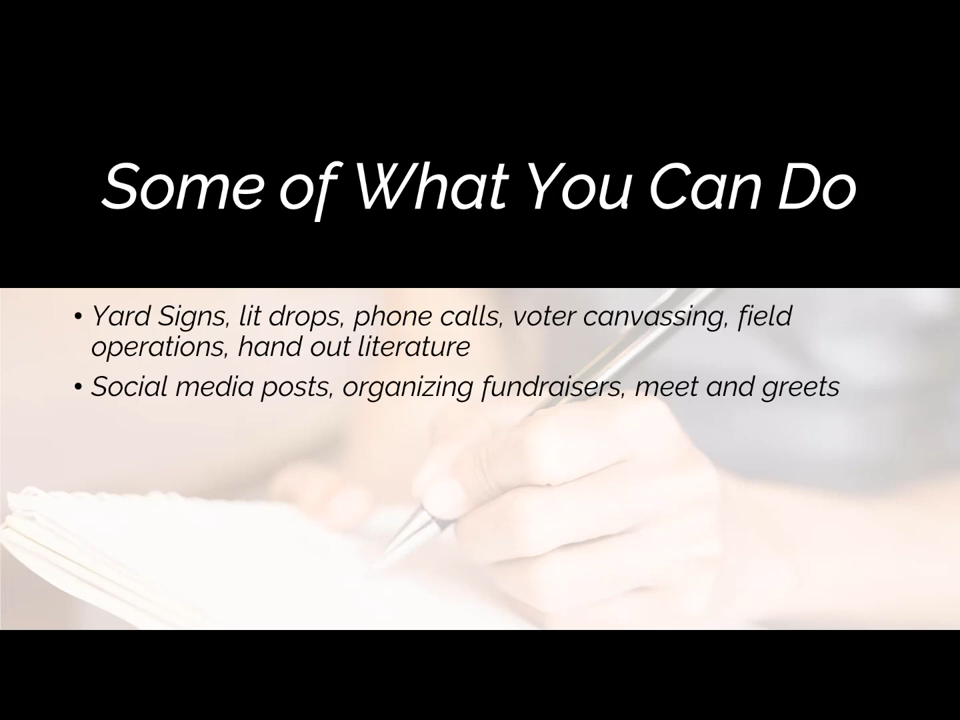 Some of What You Can Do
• Yard Signs, lit drops, phone calls, voter canvassing, field
operations, hand out literature
• Social media posts, organizing fundraisers, meet and greets